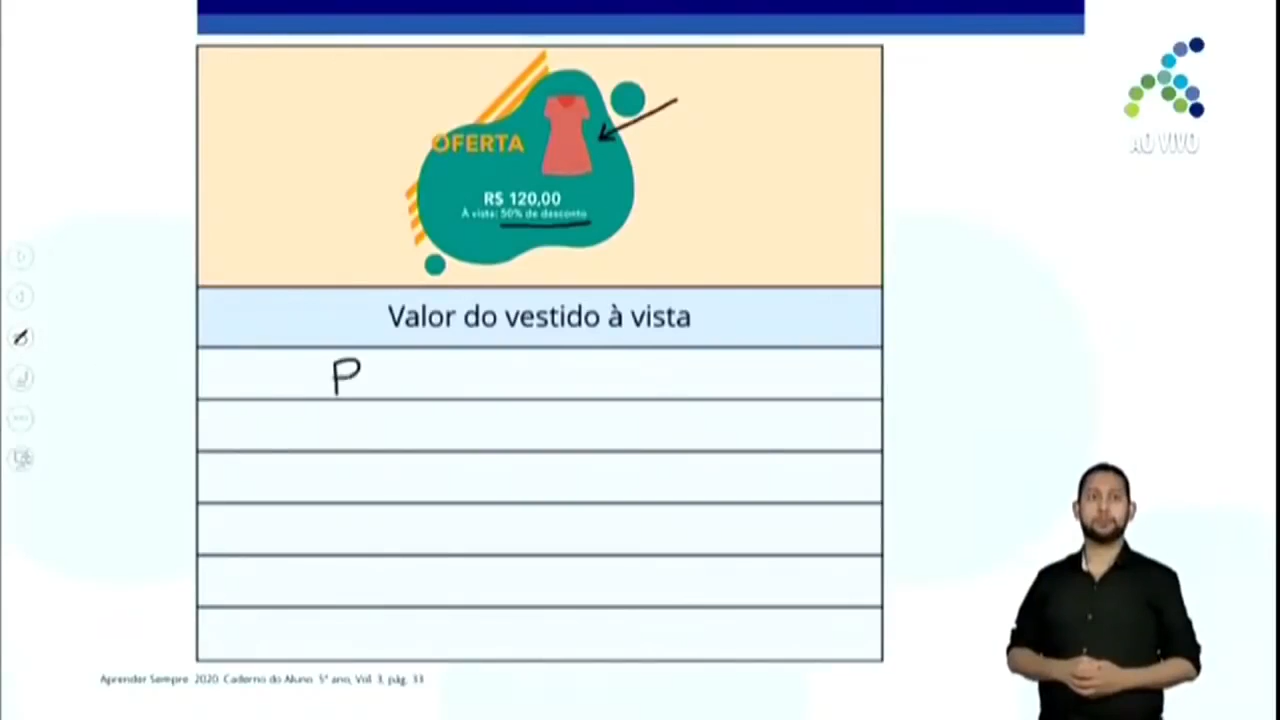 AO VIVO
OFERTA
R$ 120,00
À vista: 50% de desconto
Valor do vestido à vista
P
Aprender Sempre 2020 Caderno do Aluno 5º ano, Vol. 3, pág. 33